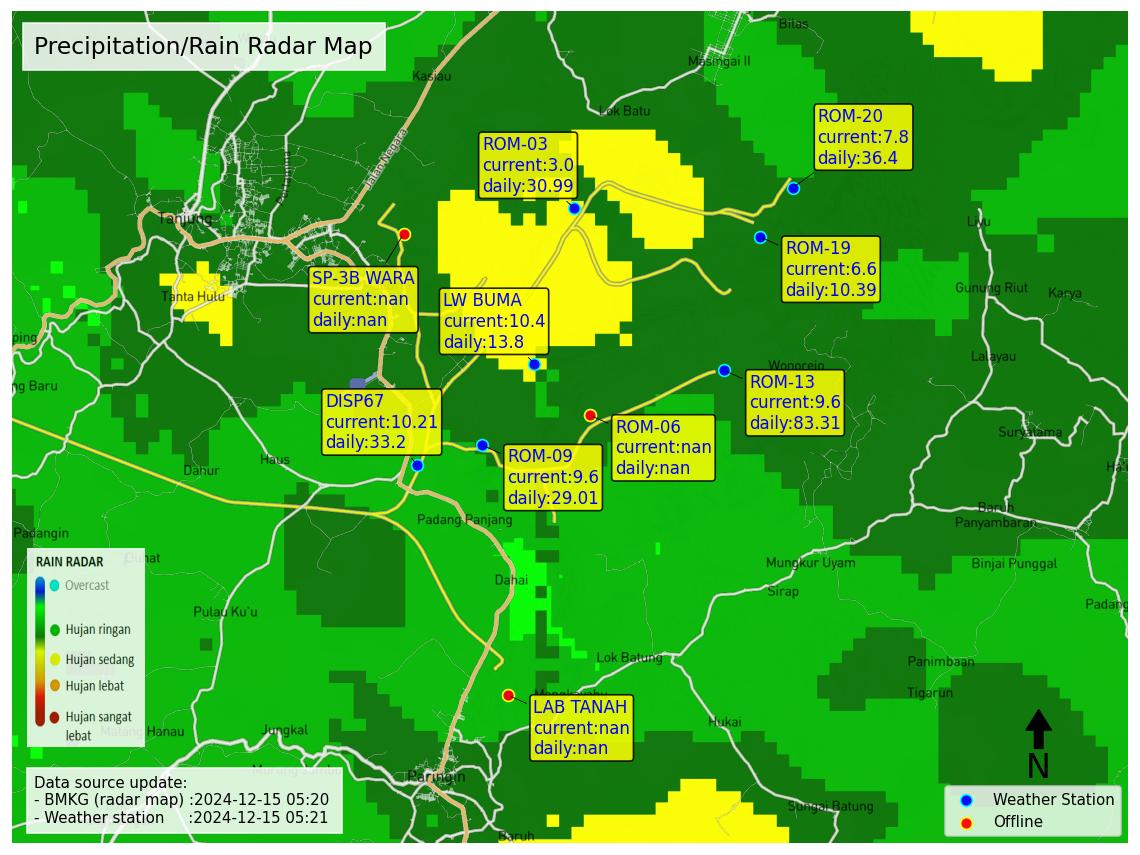 Precipitation/Rain Radar Map
Bilas
Masingai II
Kasiau
Lok Batu
ROM-20
current:7.8
daily:36.4
ROM-03
current:3.0
daily:30.99
Jalan Negara
Tanjung
Liyu
ROM-19
current:6.6
daily:10.39
SP-3B WARA
current:nan
daily:nan
LW BUMA
current:10.4
daily:13.8
Tanta Hulu
Gunung Riut
Karya
ping
Lalayau
Wonorejo
ng Baru
ROM-13
current:9.6
daily:83.31
DISP67
current:10.21
daily:33.2
ROM-06
current:nan
daily:nan
Suryatama
Haus
Dahur
ROM-09
current:9.6
daily:29.01
Baruh
Panyambaran
Padang Panjang
Padangin
Mungkur Uyam
Binjai Punggal
Dahai
Sirap
Padang
Pulau Ku'u
RAIN RADAR
Overcast
Hujan ringan
Hujan sedang
Hujan lebat
Hujan sangat
lebat
Lok Batung
Panimbaan
Tigarun
LAB TANAH
current:nan
daily:nan
Hukai
Hanau
Jungkal
N
Paringin
Sungai Batung
Baruh
Data source update:
- BMKG (radar map) :2024-12-15 05:20
- Weather station :2024-12-15 05:21
Weather Station
Offline